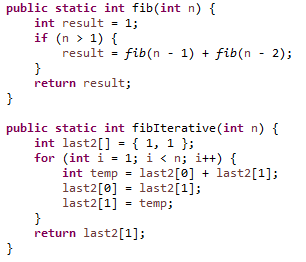 public static int fib(int n) {
    int result = 1;
    if (n > 1) {
        result = fib(n - 1) + fib(n - 2);
    }
    return result;
}

public static int fibIterative(int n) {
    int last2[] = { 1, 1 };
    for (int i = 1; i < n; i++) {
        int temp = last2[0] + last2[1];
        last2[0] = last2[1];
        last2[1] = temp;
    }
    return last2[1];
}